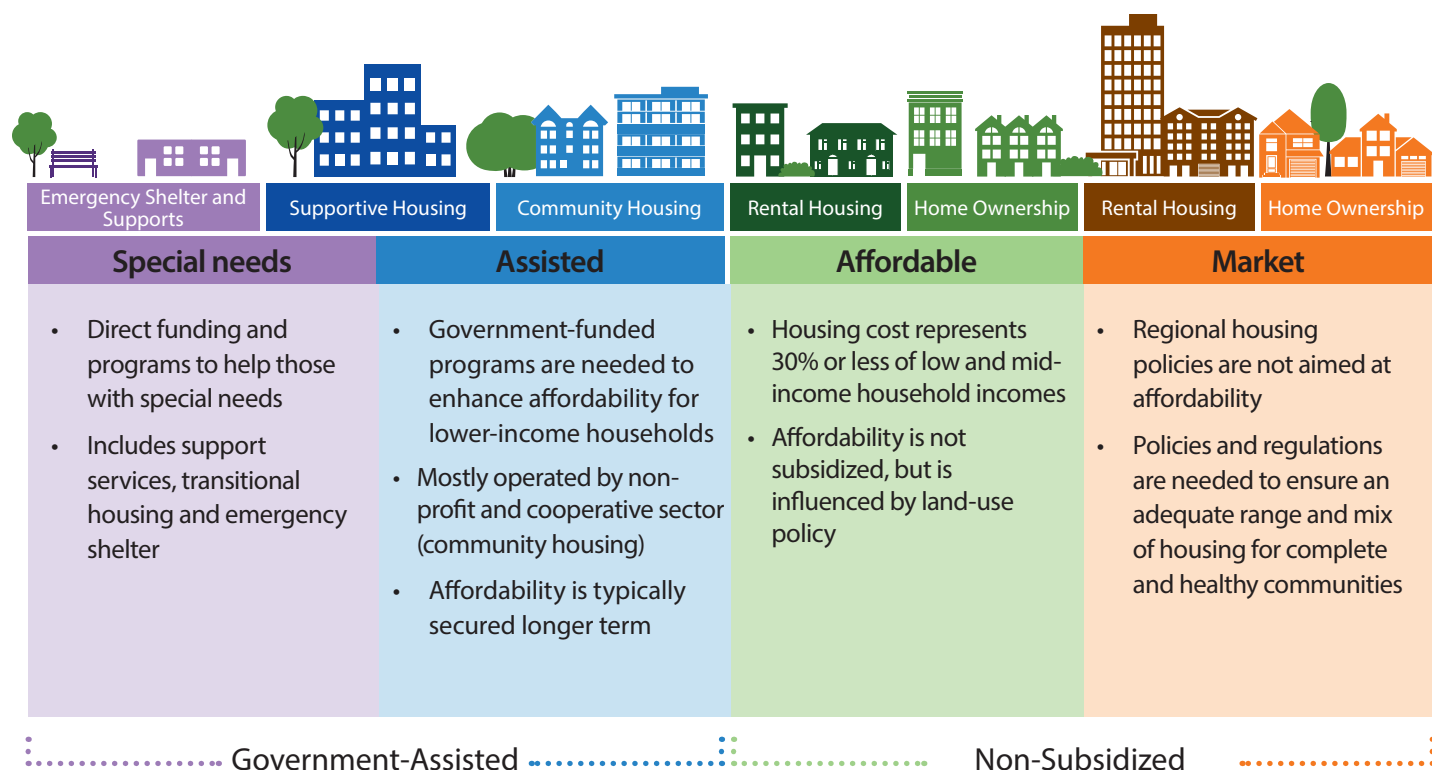 Emergency Shelter and
Supports
Supportive Housing
Community Housing
Rental Housing
Home Ownership
Rental Housing
Home Ownership
Special needs
• Direct funding and
programs to help those
with special needs
• Includes support
services, transitional
housing and emergency
shelter
Assisted
• Government-funded
programs are needed to
enhance affordability for
lower-income households
• Mostly operated by non-
profit and cooperative sector
(community housing)
• Affordability is typically
secured longer term
Affordable
• Housing cost represents
30% or less of low and mid-
income household incomes
• Affordability is not
subsidized, but is
influenced by land-use
policy
Market
• Regional housing
policies are not aimed at
affordability
• Policies and regulations
are needed to ensure an
adequate range and mix
of housing for complete
and healthy communities
Government-Assisted
Non-Subsidized